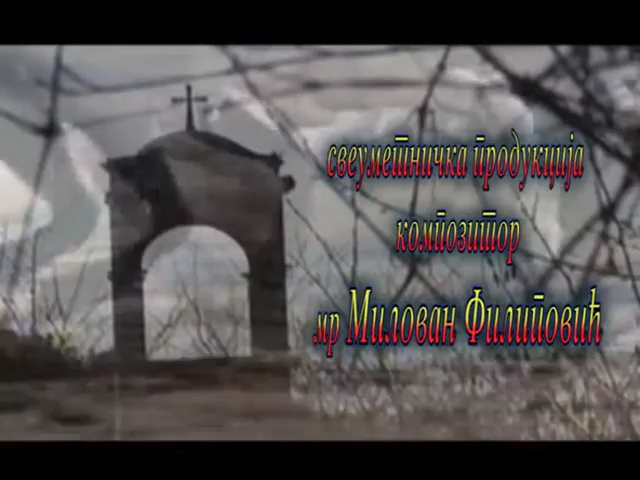 свеуметничка продукција
композитор
мр Милован Филиповић